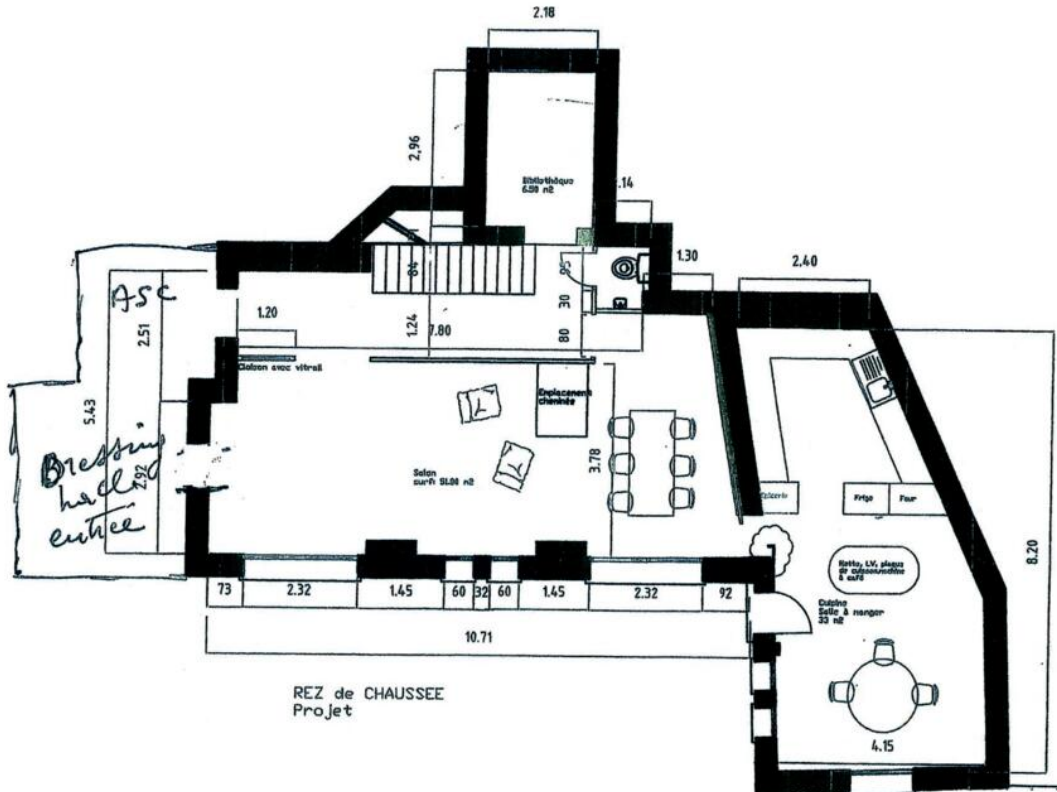 2.18
2,96
Bibliothèque
6.50 m2
.14
1.30
2.40
ASC
2.51
5.43
2.92
Dressing
hall
entrée
84
95
30
80
1.20
1.24
7.80
Cloison avec vitrail
Emplacement
cheminée
3.78
Salon
surf: 51.00 m2
Epicerie
Frigo
Four
8.20
Cuisine
Salle à manger
33 m2
4.15
73
2.32
1.45
60
32
60
1.45
2.32
92
10.71
REZ de CHAUSSEE
Projet